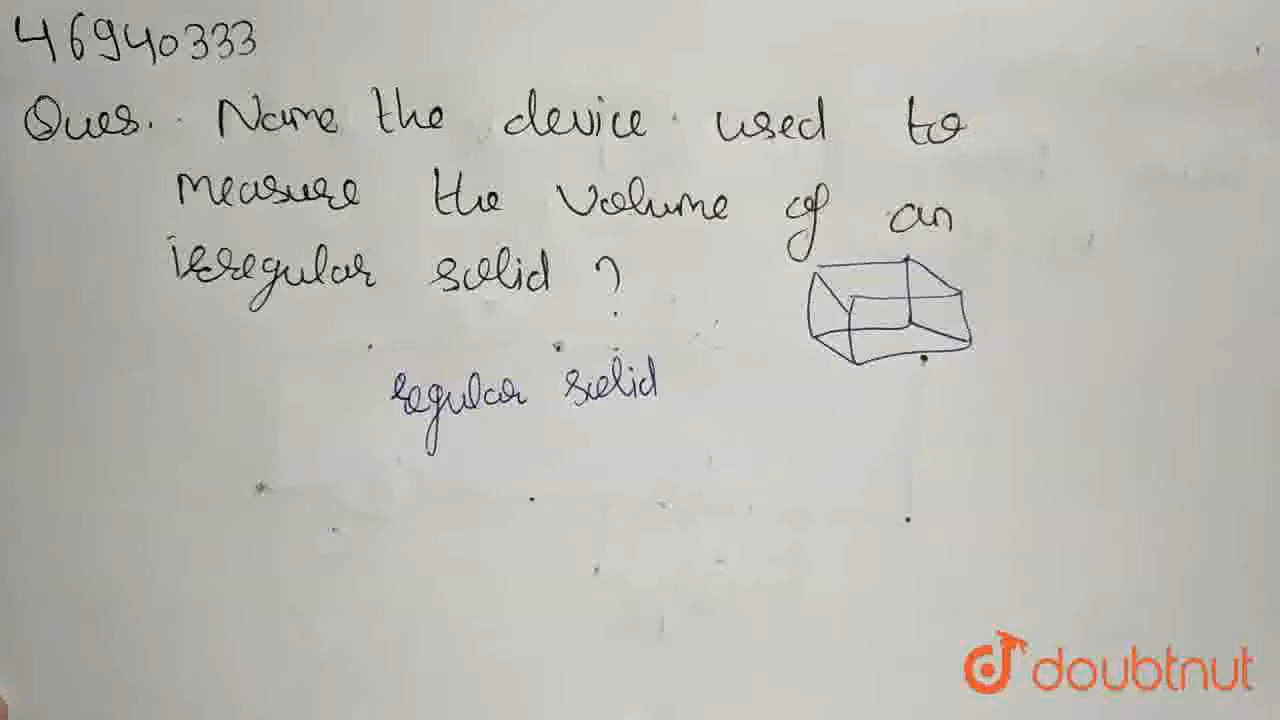 46940333
Ques. Name the device used to
measure the volume of an
irregular solid ?
regular solid
doubtnut